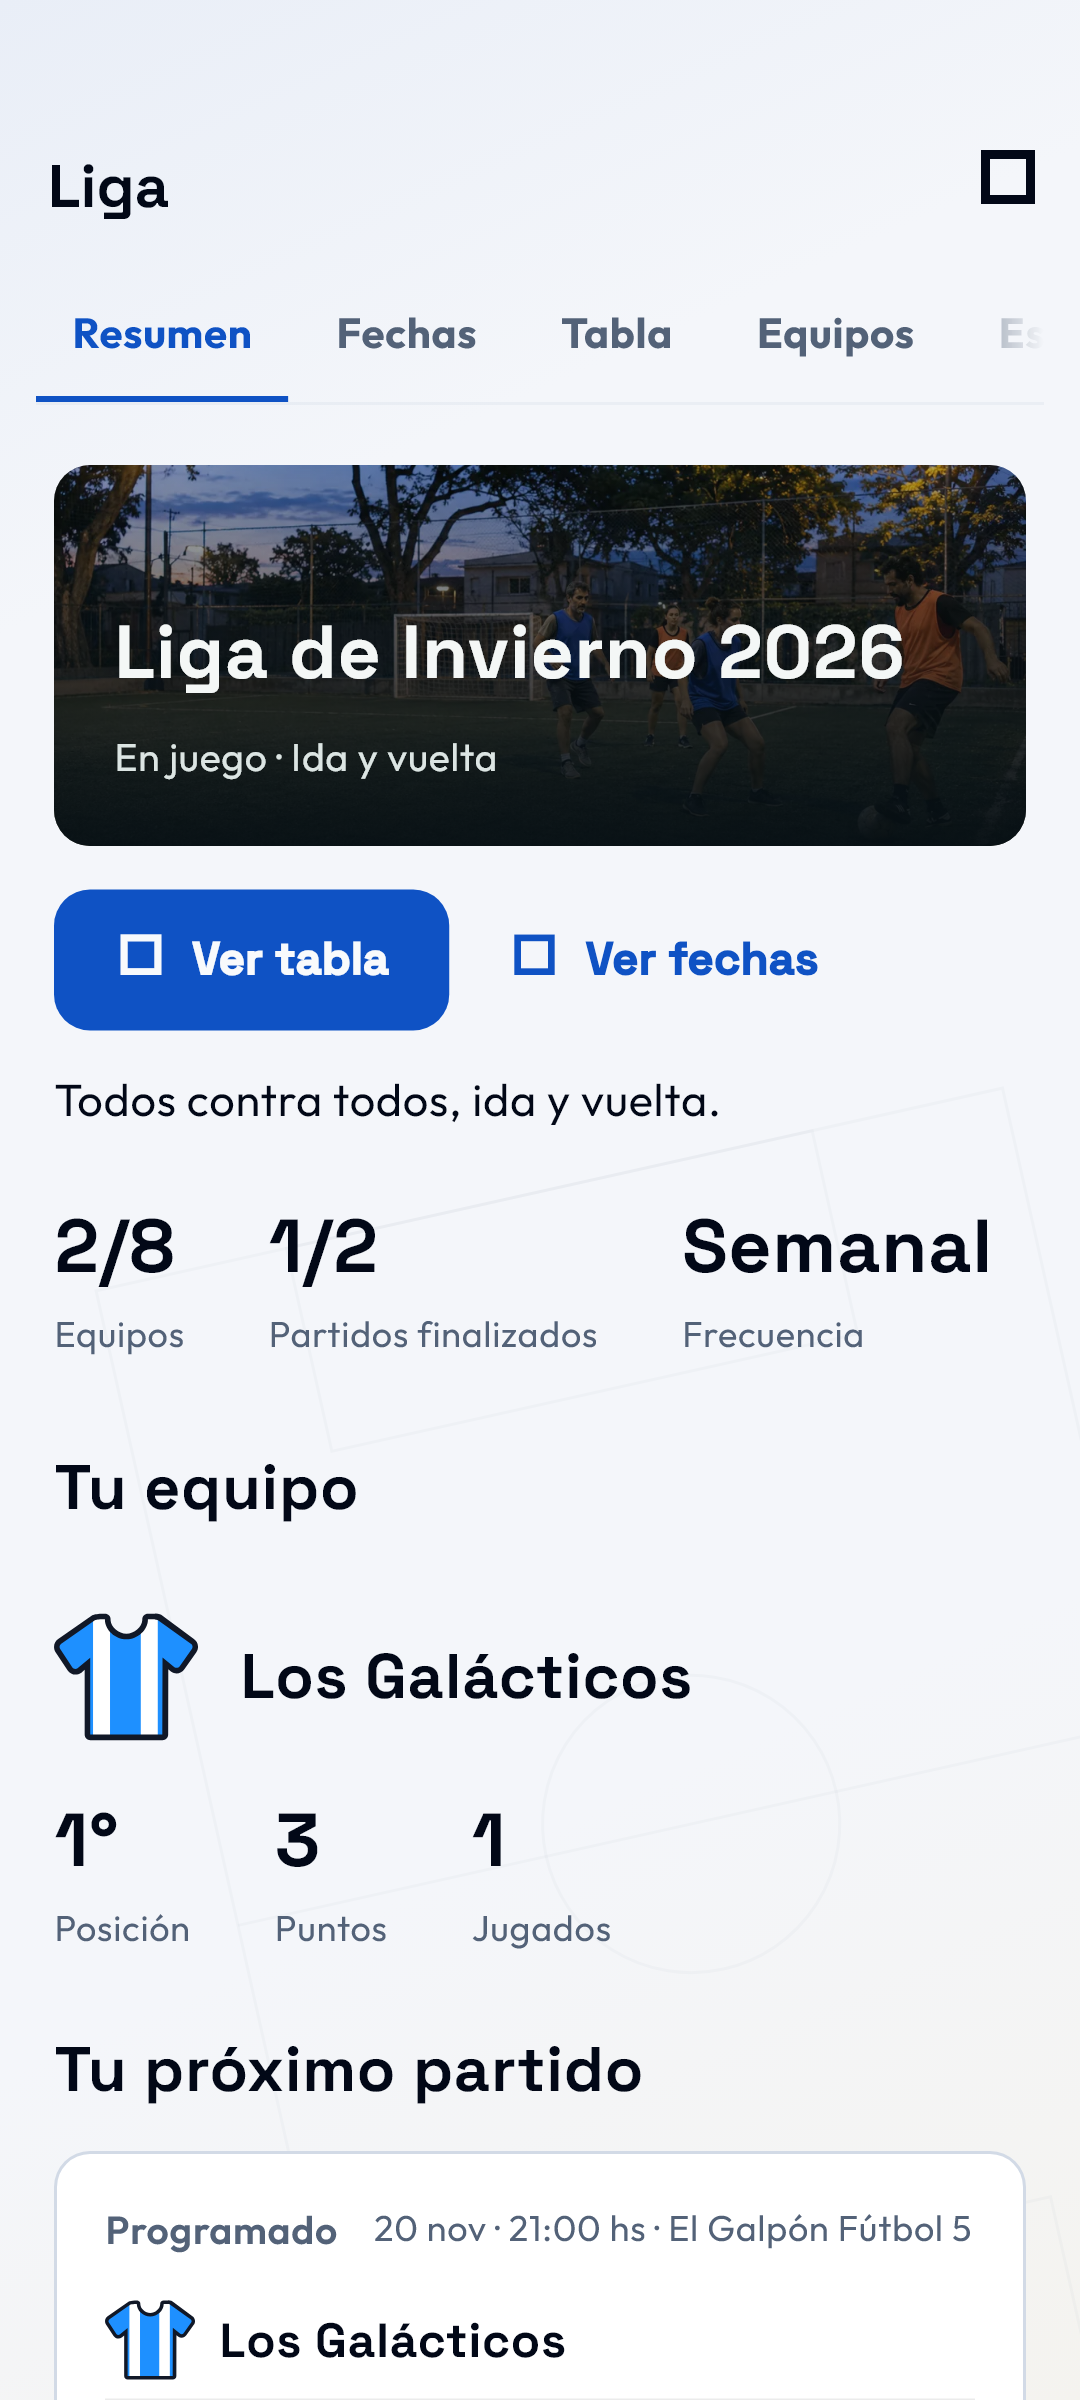 Liga
Resumen Fechas Tabla Equipos Es
Liga de Invierno 2026
En juego · Ida y vuelta
Ver tabla Ver fechas
Todos contra todos, ida y vuelta.
2/8 1/2 Semanal
Equipos Partidos finalizados Frecuencia
Tu equipo
Los Galácticos
1° 3 1
Posición Puntos Jugados
Tu próximo partido
Programado 20 nov · 21:00 hs · El Galpón Fútbol 5
Los Galácticos